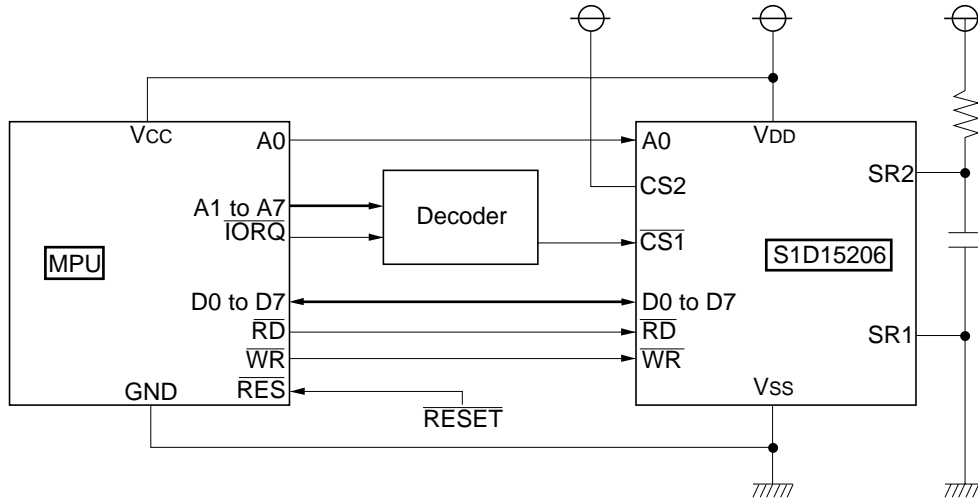 VCC
A0
A1 to A7
IORQ
MPU
D0 to D7
RD
WR
RES
GND
RESET
Decoder
VDD
A0
CS2
CS1
SR2
S1D15206
D0 to D7
RD
WR
SR1
VSS